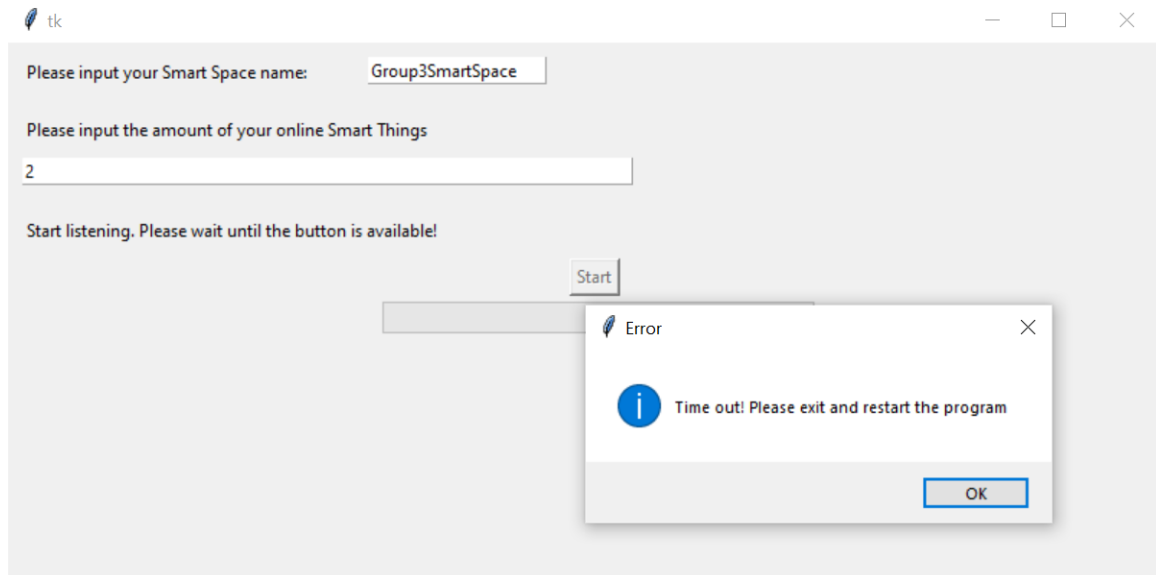 tk
Please input your Smart Space name:
Group3SmartSpace
Please input the amount of your online Smart Things
2
Start listening. Please wait until the button is available!
Start
Error
i
Time out! Please exit and restart the program
OK